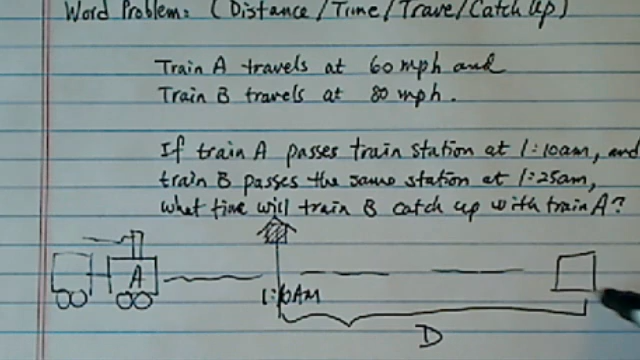 Word Problem: (Distance/Time/Trave/Catch Up)
Train A travels at 60 mph and
Train B travels at 80 mph.
If train A passes train station at 1:10am, and
train B passes the same station at 1:25am,
what time will train B catch up with train A?
A
1:10AM
D